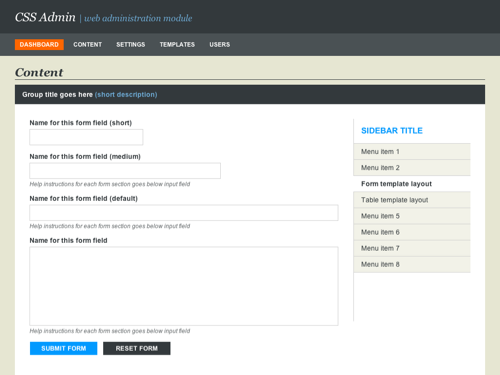 CSS Admin | web administration module
DASHBOARD CONTENT SETTINGS TEMPLATES USERS
Content
Group title goes here (short description)
Name for this form field (short)
Name for this form field (medium)
Help instructions for each form section goes below input field
Name for this form field (default)
Help instructions for each form section goes below input field
Name for this form field
Help instructions for each form section goes below input field
SUBMIT FORM RESET FORM
SIDEBAR TITLE
Menu item 1
Menu item 2
Form template layout
Table template layout
Menu item 5
Menu item 6
Menu item 7
Menu item 8